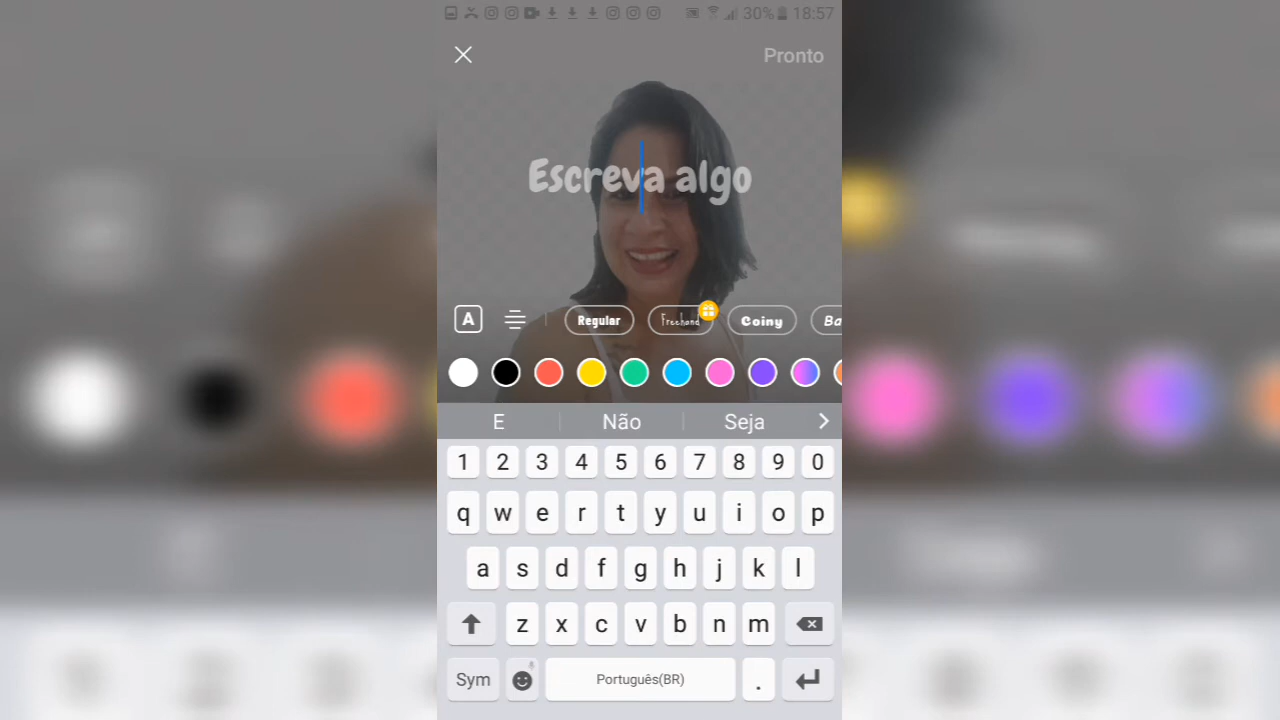 30% 18:57
Pronto
Escreva algo
A Regular Freehand Coiny Ba
E Não Seja
1 2 3 4 5 6 7 8 9 0
q w e r t y u i o p
a s d f g h j k l
z x c v b n m
Sym Português(BR) .